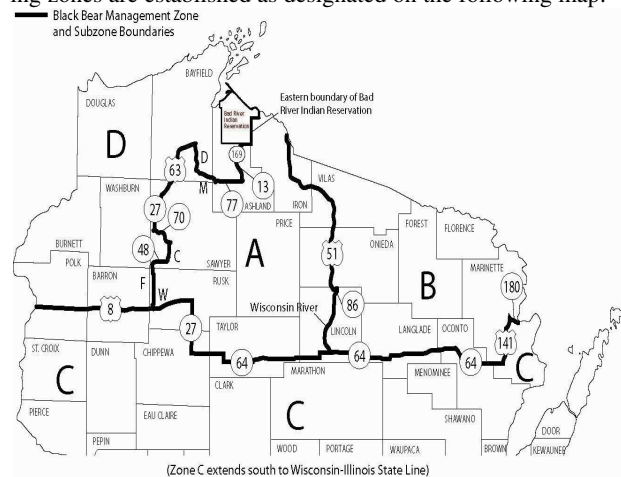 ing zones are established as designated on the following map:
Black Bear Management Zone
and Subzone Boundaries
BAYFIELD
DOUGLAS
Eastern boundary of Bad
River Indian Reservation
Bad River
Indian
Reservation
D
63
D
169
VILAS
WASHBURN
M
13
27
70
77
ASHLAND
IRON
FOREST
FLORENCE
PRICE
BURNETT
48
C
SAWYER
A
51
ONEIDA
MARINETTE
POLK
BARRON
F
RUSK
B
180
W
Wisconsin River
86
8
27
TAYLOR
LINCOLN
LANGLADE
OCONTO
141
ST. CROIX
DUNN
CHIPPEWA
64
MARATHON
64
64
C
C
CLARK
MENOMINEE
PIERCE
EAU CLAIRE
C
SHAWANO
DOOR
PEPIN
WOOD
PORTAGE
WAUPACA
BROWN
KEWAUNEE
(Zone C extends south to Wisconsin-Illinois State Line)